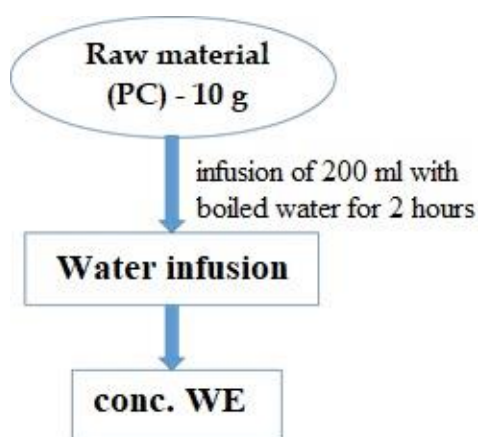 Raw material
(PC) - 10 g
infusion of 200 ml with
boiled water for 2 hours
Water infusion
conc. WE